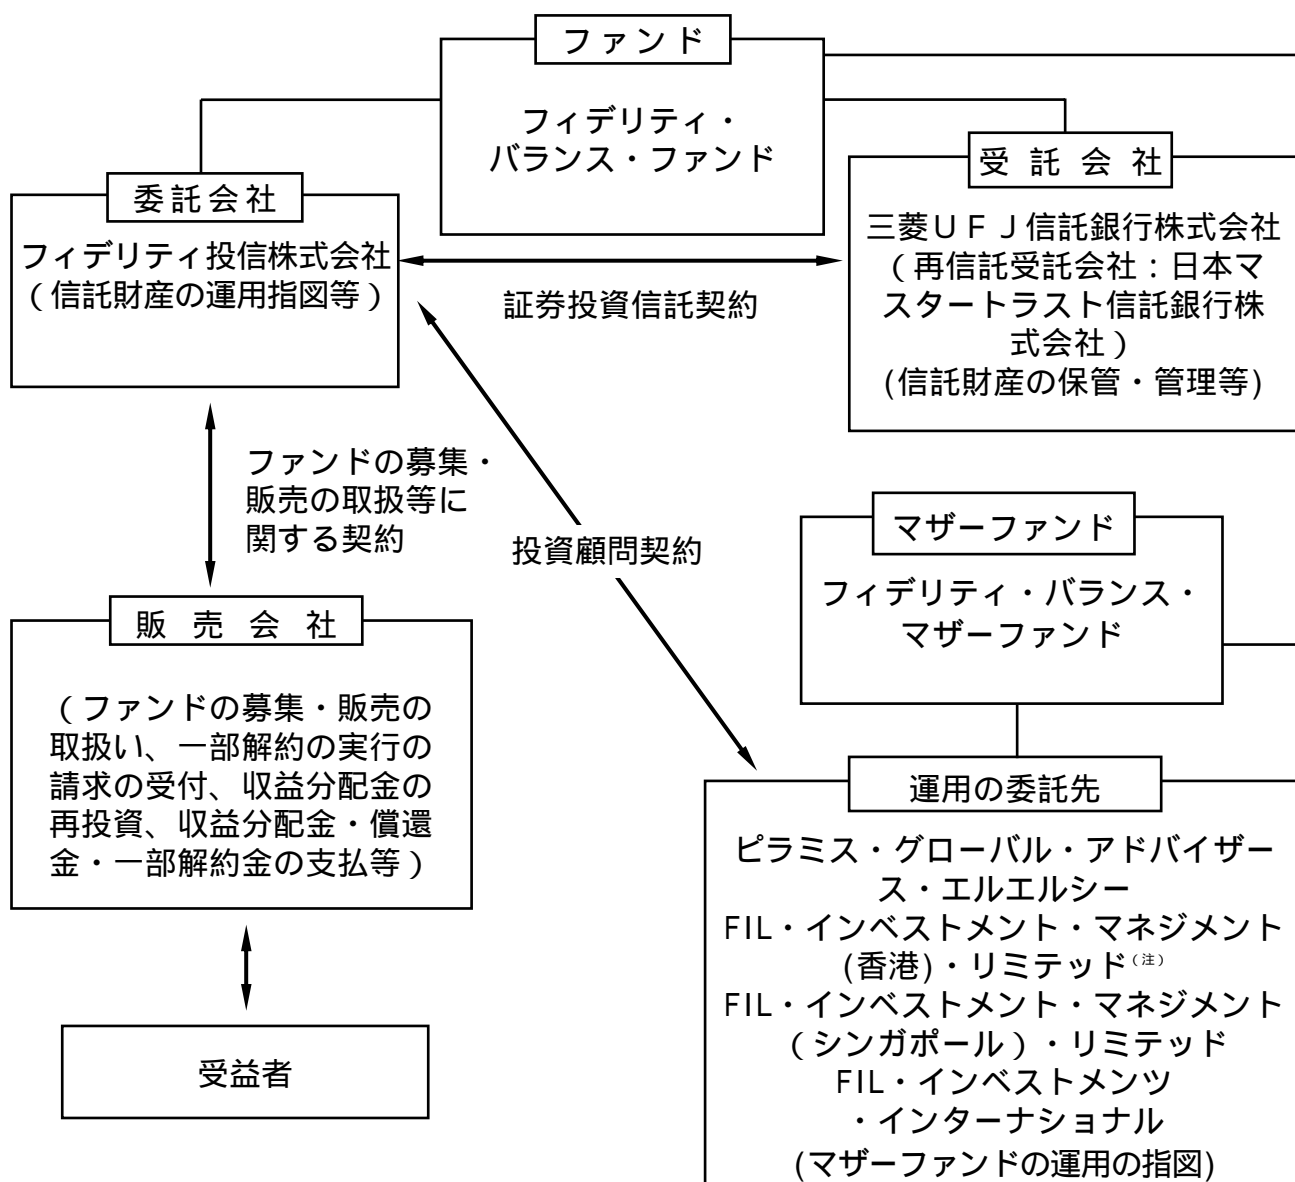 ファンド
フィデリティ・
バランス・ファンド
委託会社
フィデリティ投信株式会社
(信託財産の運用指図等)
証券投資信託契約
受託会社
三菱UFJ信託銀行株式会社
(再信託受託会社:日本マ
スタートラスト信託銀行株
式会社)
(信託財産の保管・管理等)
ファンドの募集・
販売の取扱等に
関する契約
投資顧問契約
マザーファンド
フィデリティ・バランス・
マザーファンド
販売会社
(ファンドの募集・販売の
取扱い、一部解約の実行の
請求の受付、収益分配金の
再投資、収益分配金・償還
金・一部解約金の支払等)
受益者
運用の委託先
ピラミス・グローバル・アドバイザー
ス・エルエルシー
FIL・インベストメント・マネジメント
(香港)・リミテッド(注)
FIL・インベストメント・マネジメント
(シンガポール)・リミテッド
FIL・インベストメンツ
・インターナショナル
(マザーファンドの運用の指図)